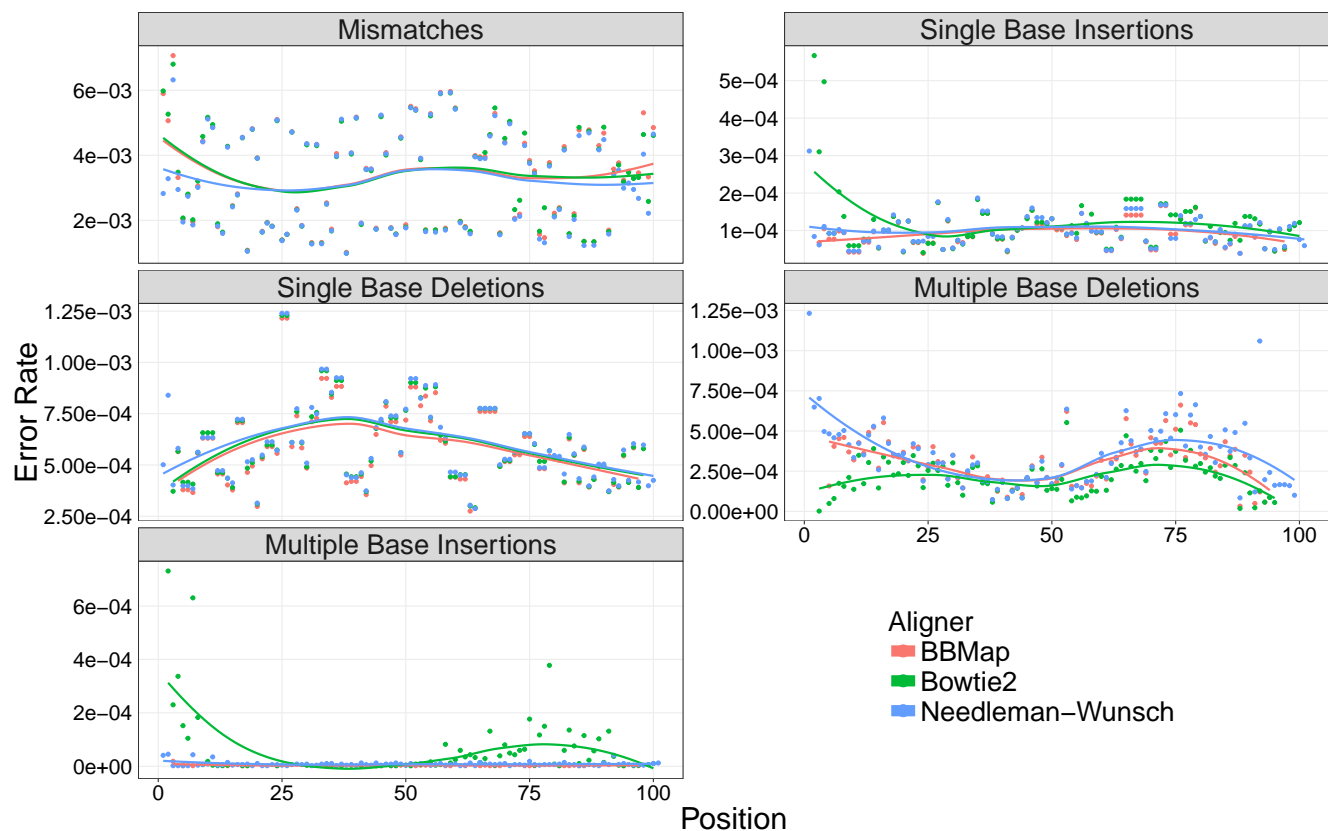 Mismatches
6e−03
4e−03
2e−03
Single Base Insertions
5e−04
3e−04
1e−04
Single Base Deletions
1.25e−03
1.00e−03
7.50e−04
5.00e−04
2.50e−04
Multiple Base Deletions
1.25e−03
1.00e−03
7.50e−04
5.00e−04
2.50e−04
0.00e+00
0 25 50 75 100
Multiple Base Insertions
6e−04
4e−04
2e−04
0e+00
0 25 50 75 100
Error Rate
Position
Aligner
BBMap
Bowtie2
Needleman−Wunsch